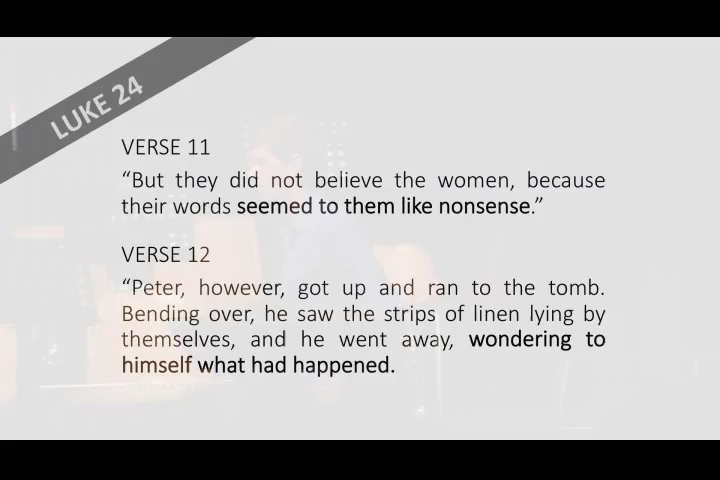 LUKE 24
VERSE 11
“But they did not believe the women, because
their words seemed to them like nonsense.”
VERSE 12
“Peter, however, got up and ran to the tomb.
Bending over, he saw the strips of linen lying by
themselves, and he went away, wondering to
himself what had happened.